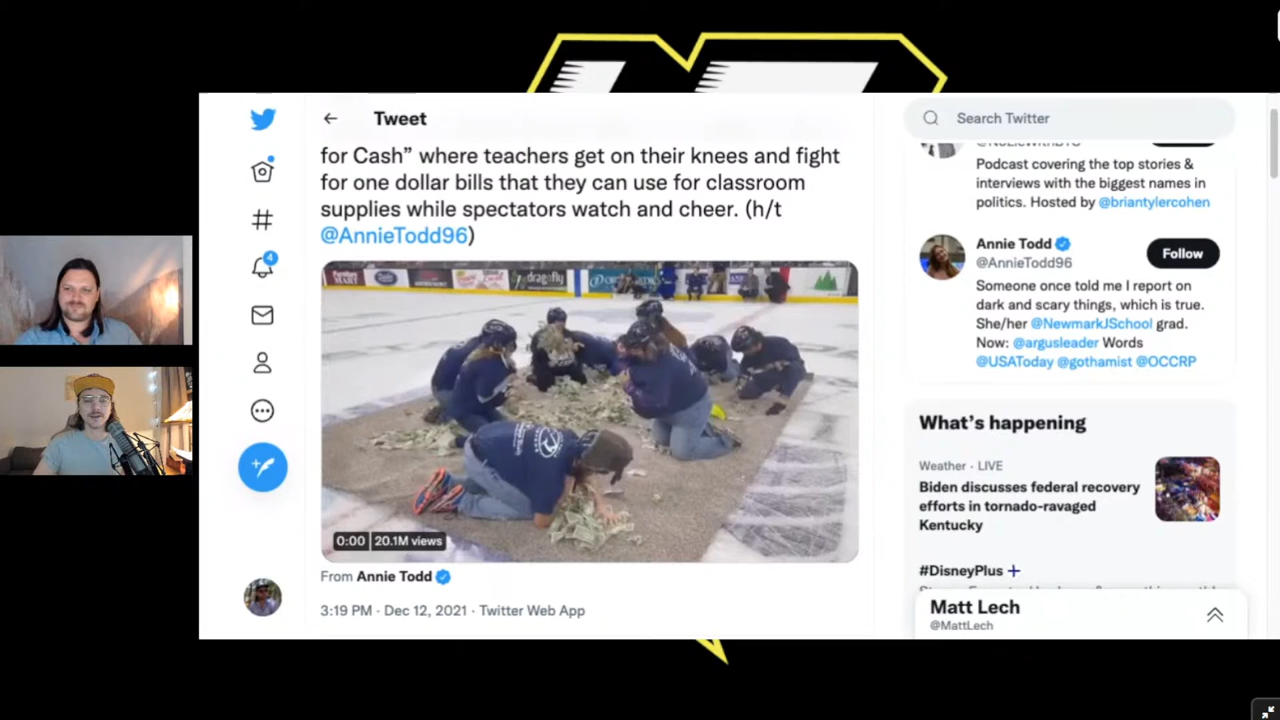 Tweet
for Cash” where teachers get on their knees and fight
for one dollar bills that they can use for classroom
supplies while spectators watch and cheer. (h/t
@AnnieTodd96)
dragonfly
0:00 20.1M views
From Annie Todd
3:19 PM · Dec 12, 2021 · Twitter Web App
4
Search Twitter
Podcast covering the top stories &
interviews with the biggest names in
politics. Hosted by @briantylercohen
Annie Todd
@AnnieTodd96
Follow
Someone once told me I report on
dark and scary things, which is true.
She/her @NewmarkJSchool grad.
Now: @argusleader Words
@USAToday @gothamist @OCCRP
What's happening
Weather · LIVE
Biden discusses federal recovery
efforts in tornado-ravaged
Kentucky
#DisneyPlus
Matt Lech
@MattLech